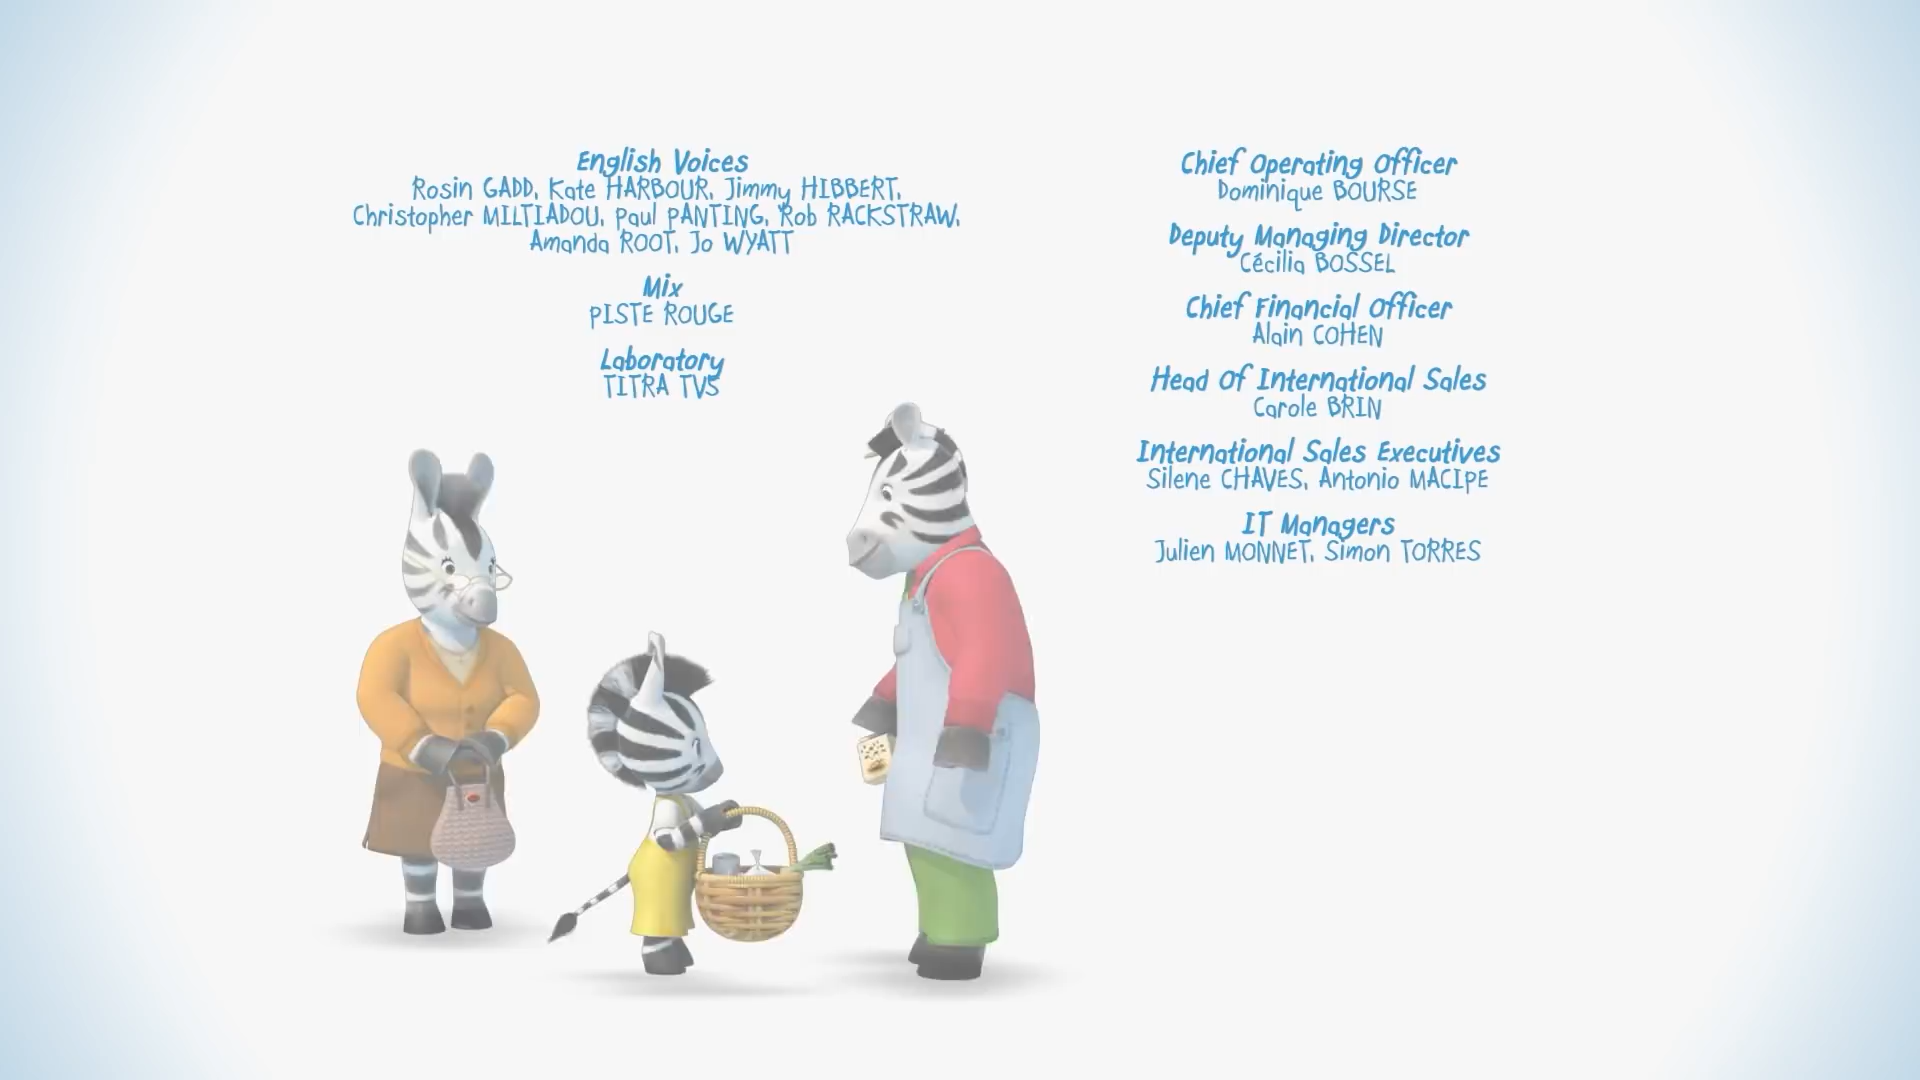 English Voices
Rosin GADD, Kate HARBOUR, Jimmy HIBBERT,
Christopher MILTIADOU, Paul PANTING, Rob RACKSTRAW,
Amanda ROOT, Jo WYATT
Mix
PISTE ROUGE
Laboratory
TITRA TVS
Chief Operating Officer
Dominique BOURSE
Deputy Managing Director
Cécilia BOSSEL
Chief Financial Officer
Alain COHEN
Head Of International Sales
Carole BRIN
International Sales Executives
Silene CHAVES, Antonio MACIPE
IT Managers
Julien MONNET, Simon TORRES